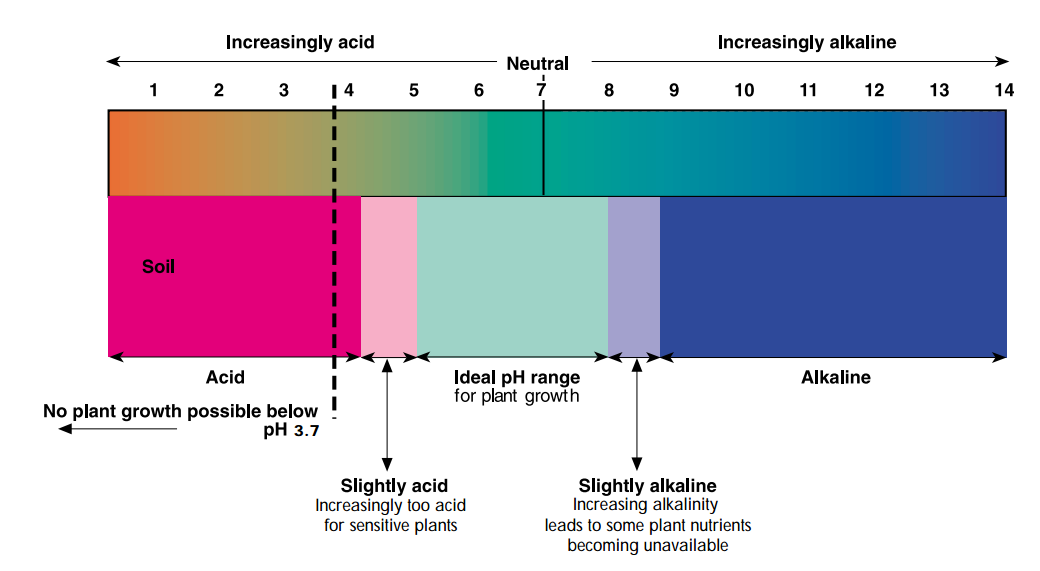 Increasingly acid
Increasingly alkaline
Neutral
1 2 3 4 5 6 7 8 9 10 11 12 13 14
Soil
Acid
Ideal pH range
for plant growth
Alkaline
No plant growth possible below
pH 3.7
Slightly acid
Increasingly too acid
for sensitive plants
Slightly alkaline
Increasing alkalinity
leads to some plant nutrients
becoming unavailable